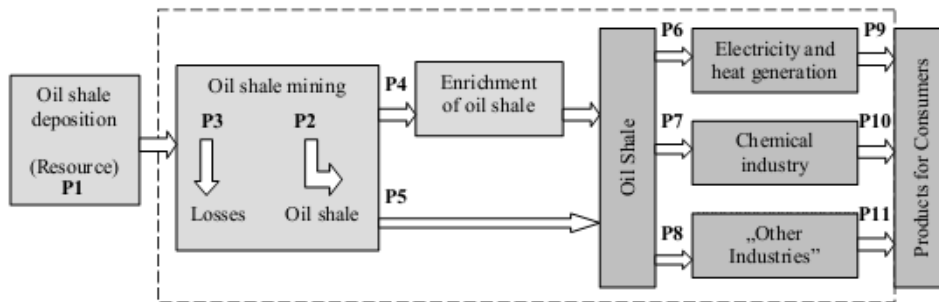 Oil shale
deposition
(Resource)
P1
Oil shale mining
P3
P2
Losses
Oil shale
P4
Enrichment
of oil shale
P5
Oil Shale
P6
Electricity and
heat generation
P9
P7
Chemical
industry
P10
P8
„Other
Industries”
P11
Products for Consumers